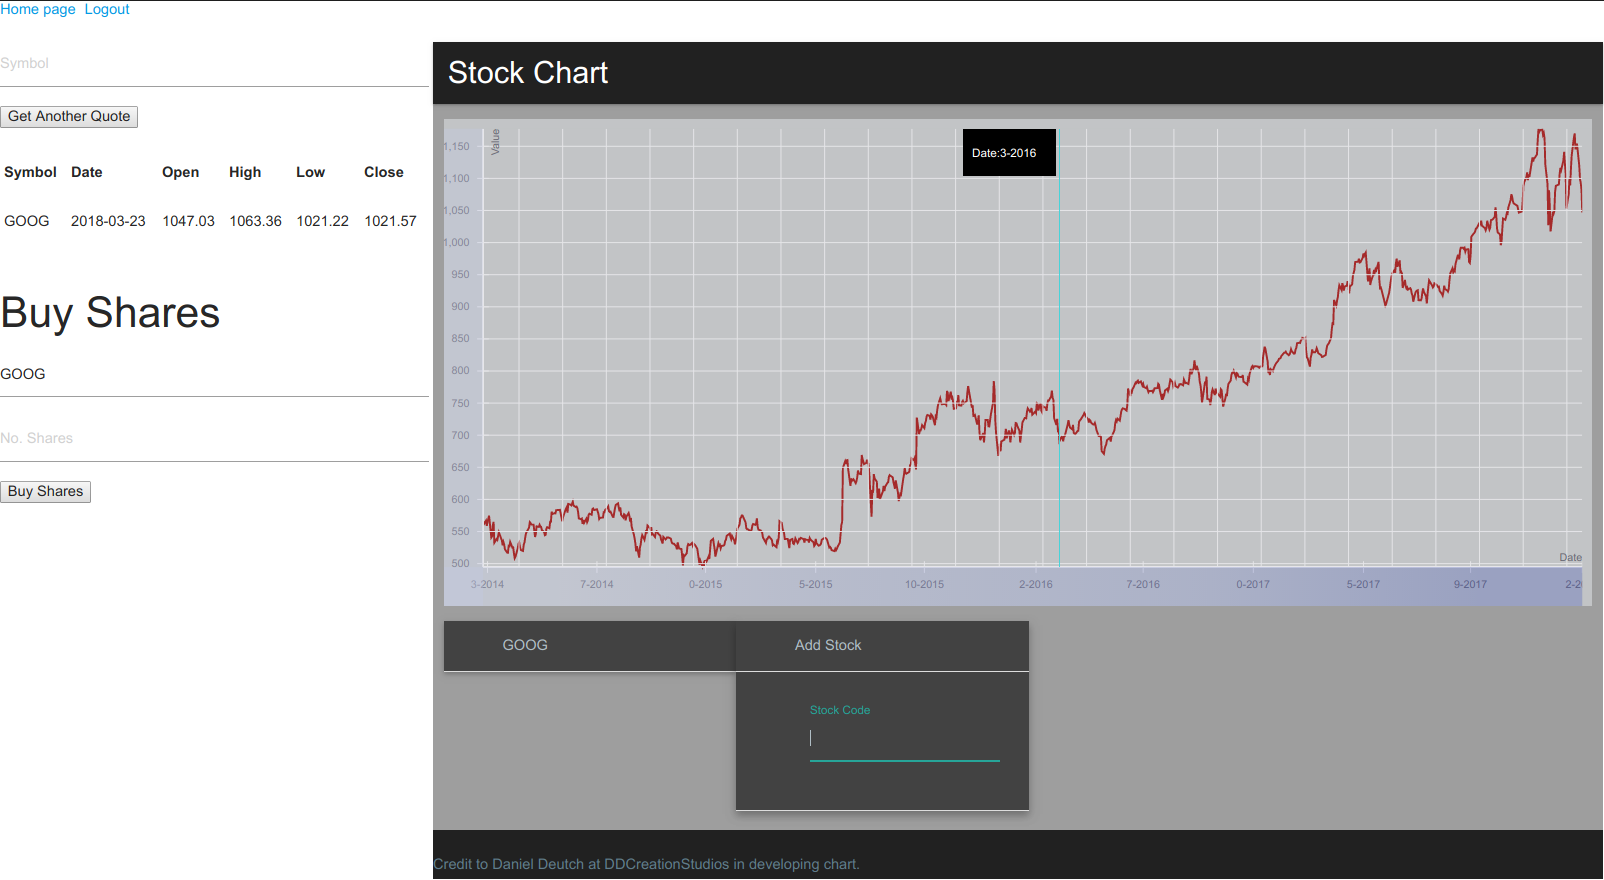 Home page Logout
Symbol
Get Another Quote
Symbol Date Open High Low Close
GOOG 2018-03-23 1047.03 1063.36 1021.22 1021.57
Buy Shares
GOOG
No. Shares
Buy Shares
Stock Chart
Value
Date:3-2016
1,150
1,100
1,050
1,000
950
900
850
800
750
700
650
600
550
500
Date
3-2014 7-2014 0-2015 5-2015 10-2015 2-2016 7-2016 0-2017 5-2017 9-2017 2-20
GOOG Add Stock
Stock Code
Credit to Daniel Deutch at DDCreationStudios in developing chart.